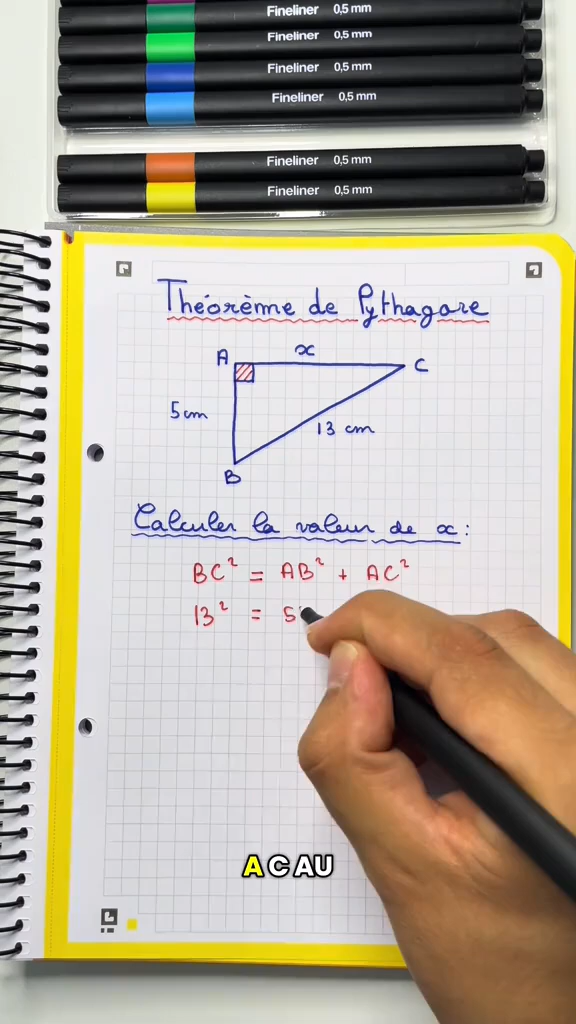 Fineliner 0,5 mm
Fineliner 0,5 mm
Fineliner 0,5 mm
Fineliner 0,5 mm
Fineliner 0,5 mm
Fineliner 0,5 mm
Théorème de Pythagore
A x C
5 cm
13 cm
B
Calculer la valeur de x :
BC² = AB² + AC²
13² = 5
A C AU